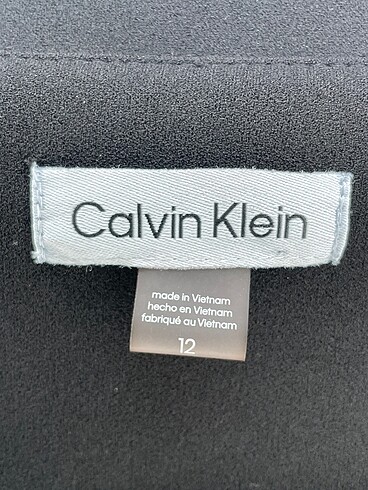 Calvin Klein
made in Vietnam
hecho en Vietnam
fabriqué au Vietnam
12